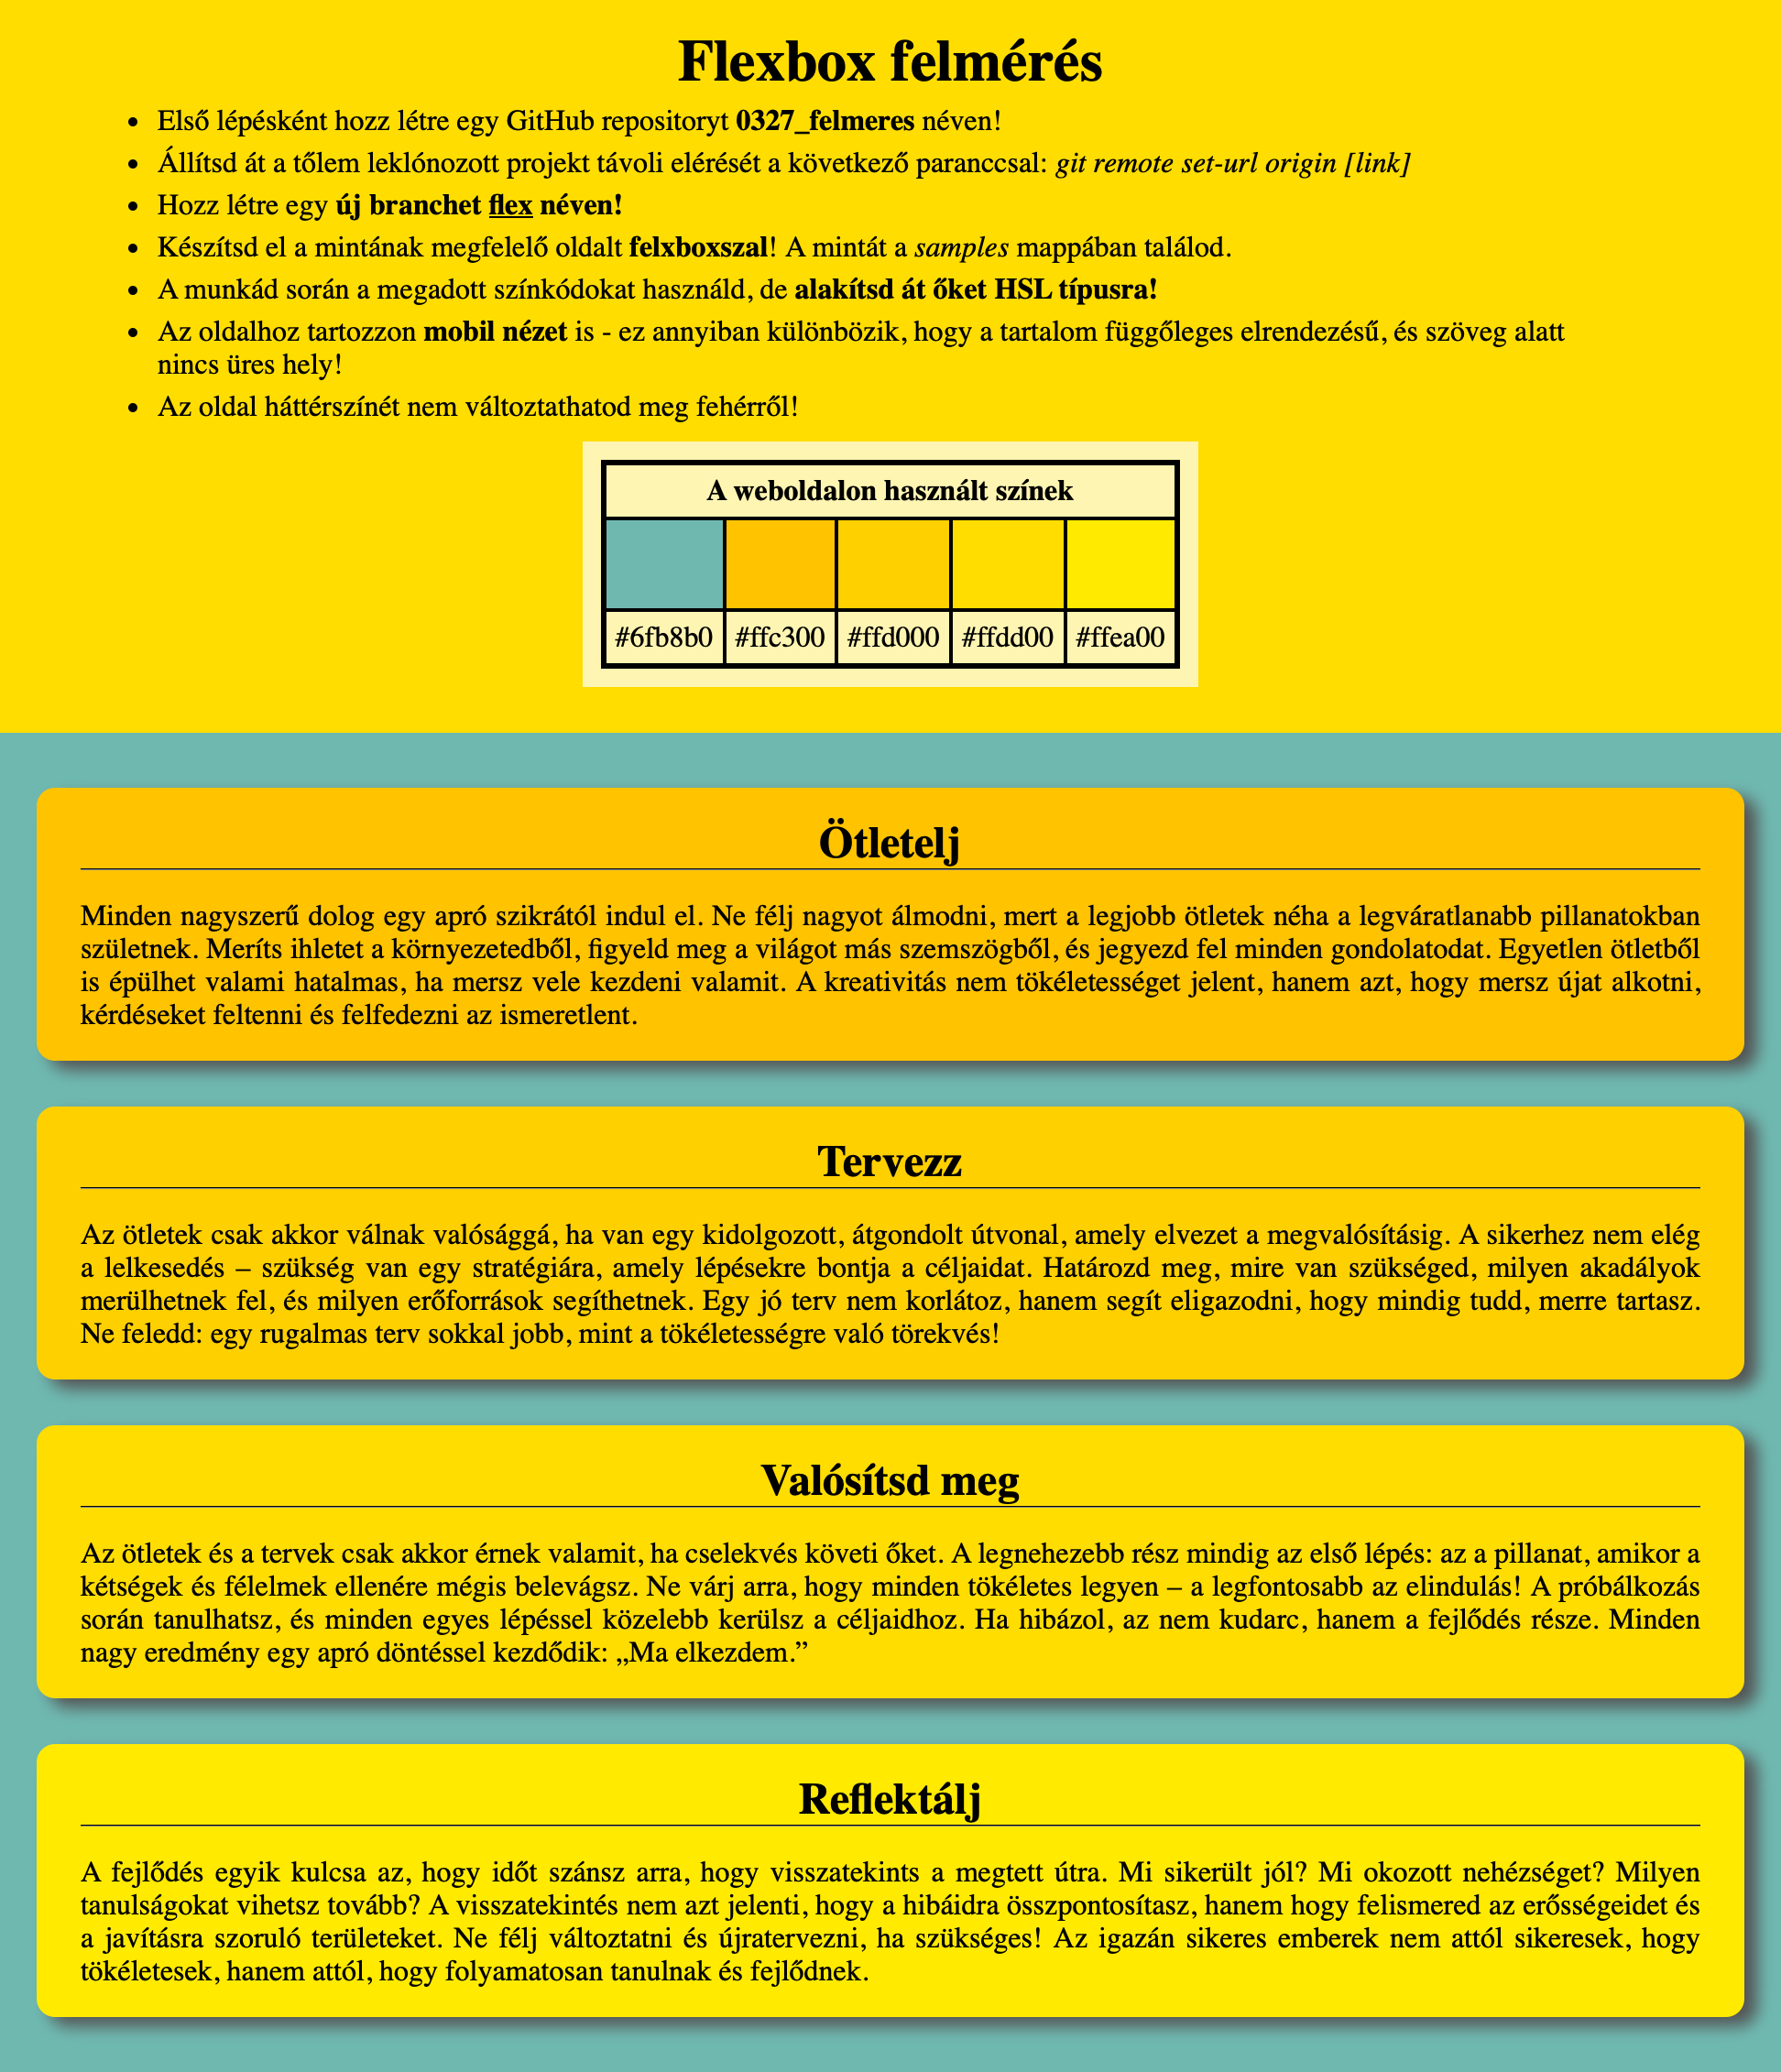 Flexbox felmérés
• Első lépésként hozz létre egy GitHub repositoryt 0327_felmeres néven!
• Állítsd át a tőlem leklónozott projekt távoli elérését a következő paranccsal: git remote set-url origin [link]
• Hozz létre egy új branchet flex néven!
• Készítsd el a mintának megfelelő oldalt felxboxszal! A mintát a samples mappában találod.
• A munkád során a megadott színkódokat használd, de alakítsd át őket HSL típusra!
• Az oldalhoz tartozzon mobil nézet is - ez annyiban különbözik, hogy a tartalom függőleges elrendezésű, és szöveg alatt
nincs üres hely!
• Az oldal háttérszínét nem változtathatod meg fehérről!
A weboldalon használt színek
#6fb8b0 #ffc300 #ffd000 #ffdd00 #ffea00
Ötletelj
Minden nagyszerű dolog egy apró szikrától indul el. Ne félj nagyot álmodni, mert a legjobb ötletek néha a legváratlanabb pillanatokban
születnek. Meríts ihletet a környezetedből, figyeld meg a világot más szemszögből, és jegyezd fel minden gondolatodat. Egyetlen ötletből
is épülhet valami hatalmas, ha mersz vele kezdeni valamit. A kreativitás nem tökéletességet jelent, hanem azt, hogy mersz újat alkotni,
kérdéseket feltenni és felfedezni az ismeretlent.
Tervezz
Az ötletek csak akkor válnak valósággá, ha van egy kidolgozott, átgondolt útvonal, amely elvezet a megvalósításig. A sikerhez nem elég
a lelkesedés – szükség van egy stratégiára, amely lépésekre bontja a céljaidat. Határozd meg, mire van szükséged, milyen akadályok
merülhetnek fel, és milyen erőforrások segíthetnek. Egy jó terv nem korlátoz, hanem segít eligazodni, hogy mindig tudd, merre tartasz.
Ne feledd: egy rugalmas terv sokkal jobb, mint a tökéletességre való törekvés!
Valósítsd meg
Az ötletek és a tervek csak akkor érnek valamit, ha cselekvés követi őket. A legnehezebb rész mindig az első lépés: az a pillanat, amikor a
kétségek és félelmek ellenére mégis belevágsz. Ne várj arra, hogy minden tökéletes legyen – a legfontosabb az elindulás! A próbálkozás
során tanulhatsz, és minden egyes lépéssel közelebb kerülsz a céljaidhoz. Ha hibázol, az nem kudarc, hanem a fejlődés része. Minden
nagy eredmény egy apró döntéssel kezdődik: „Ma elkezdem.”
Reflektálj
A fejlődés egyik kulcsa az, hogy időt szánsz arra, hogy visszatekints a megtett útra. Mi sikerült jól? Mi okozott nehézséget? Milyen
tanulságokat vihetsz tovább? A visszatekintés nem azt jelenti, hogy a hibáidra összpontosítasz, hanem hogy felismered az erősségeidet és
a javításra szoruló területeket. Ne félj változtatni és újratervezni, ha szükséges! Az igazán sikeres emberek nem attól sikeresek, hogy
tökéletesek, hanem attól, hogy folyamatosan tanulnak és fejlődnek.